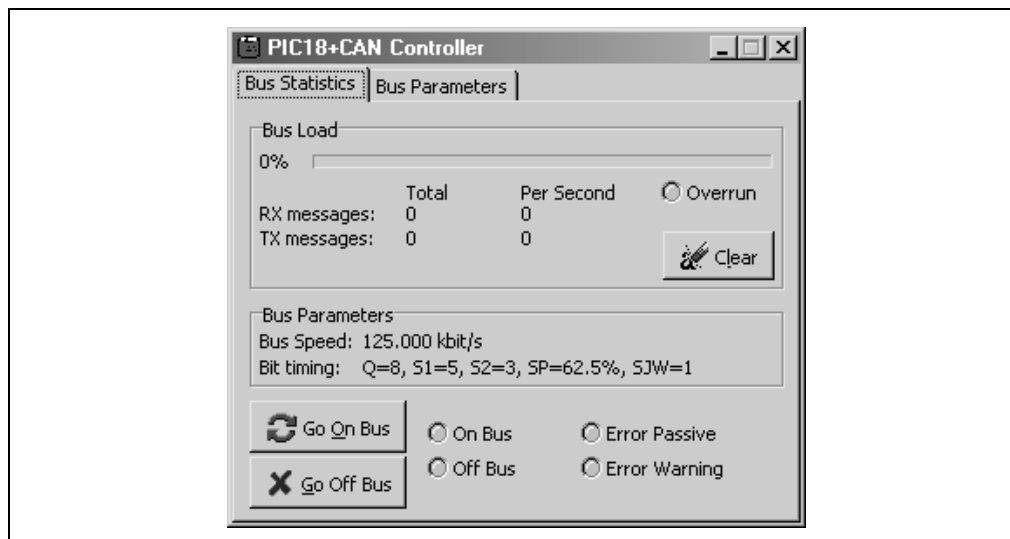 PIC18+CAN Controller
Bus Statistics Bus Parameters
Bus Load
0%
Total Per Second Overrun
RX messages: 0 0
TX messages: 0 0
Clear
Bus Parameters
Bus Speed: 125.000 kbit/s
Bit timing: Q=8, S1=5, S2=3, SP=62.5%, SJW=1
Go On Bus On Bus Error Passive
Go Off Bus Off Bus Error Warning